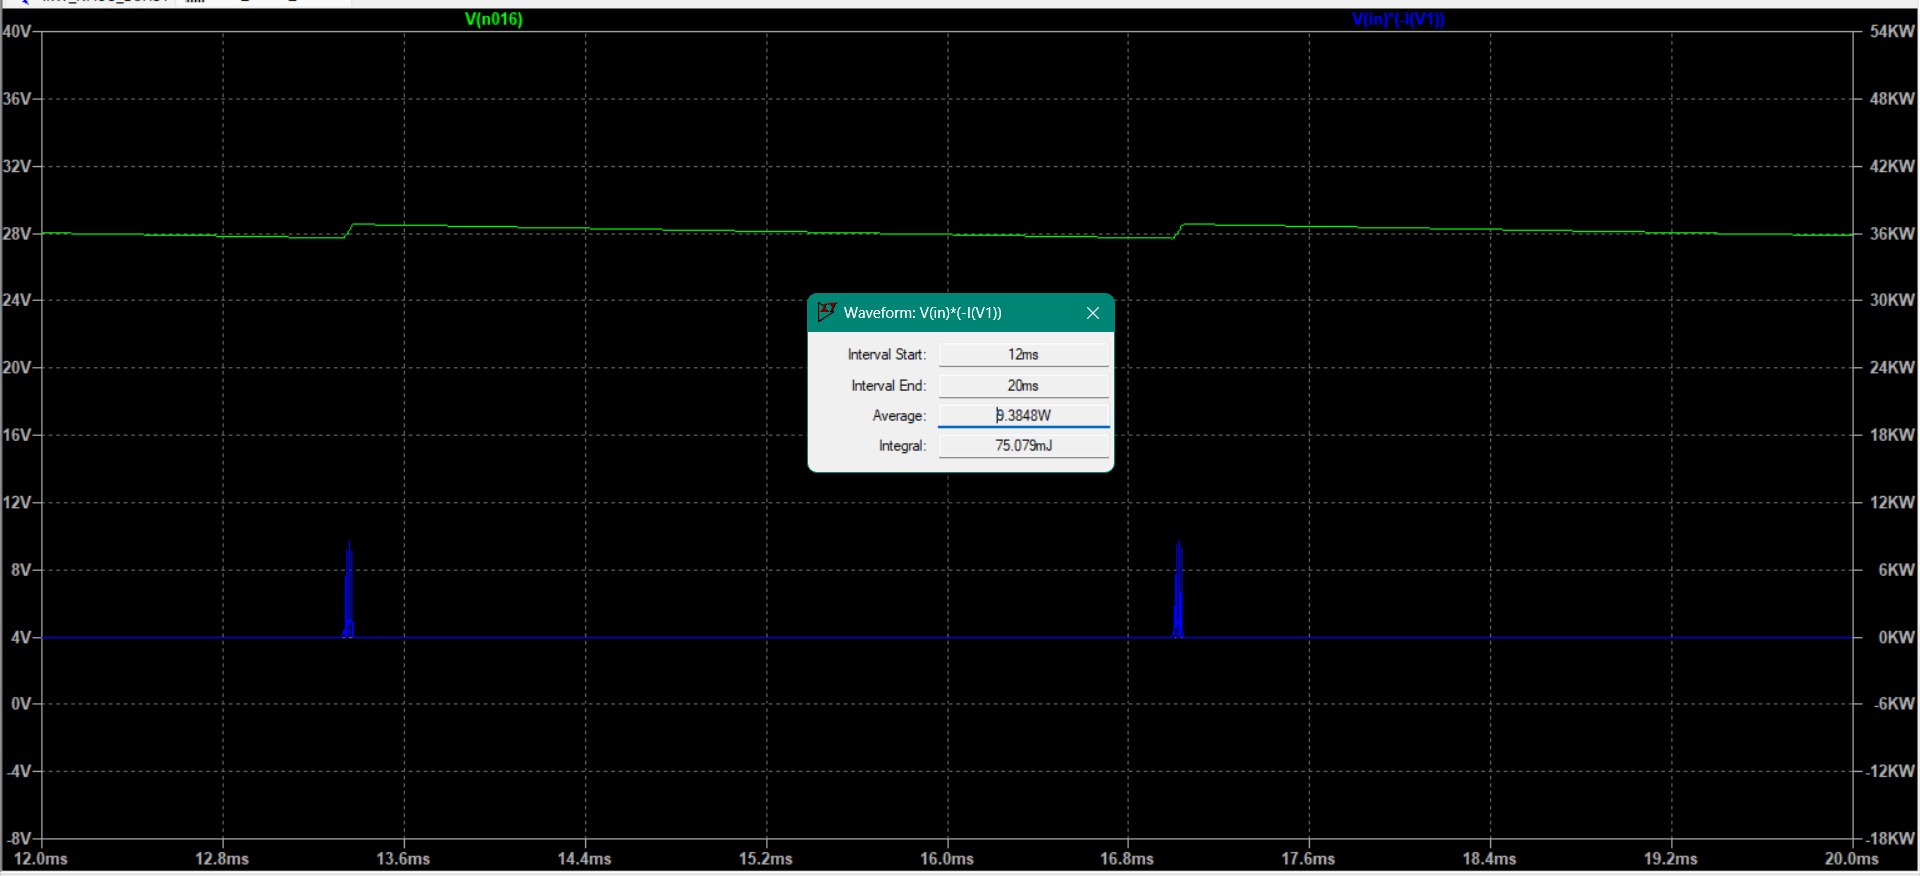 V(n016) V(in)*(-I(V1))
40V 54KW
36V 48KW
32V 42KW
28V 36KW
24V 30KW
Waveform: V(in)*(-I(V1))
Interval Start: 12ms
Interval End: 20ms
Average: 9.3848W
Integral: 75.079mJ
20V 24KW
16V 18KW
12V 12KW
8V 6KW
4V 0KW
0V -6KW
-4V -12KW
-8V -18KW
12.0ms 12.8ms 13.6ms 14.4ms 15.2ms 16.0ms 16.8ms 17.6ms 18.4ms 19.2ms 20.0ms